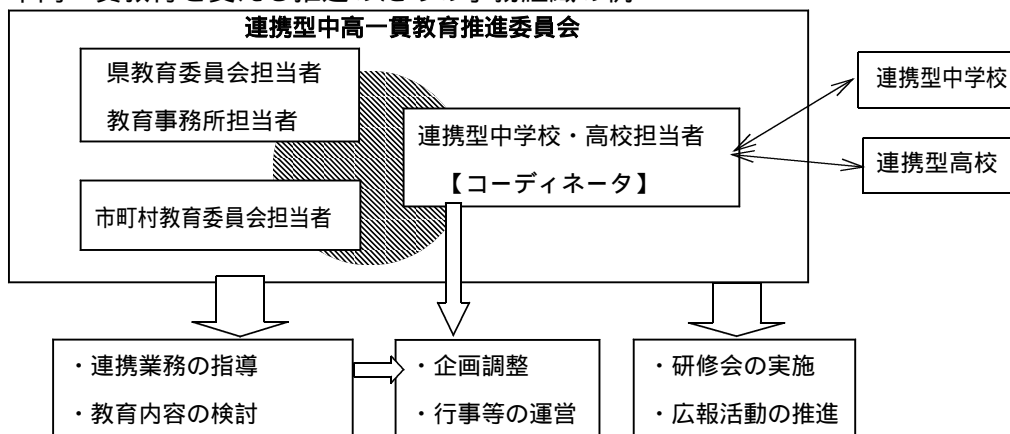 連携型中高一貫教育推進委員会
県教育委員会担当者
教育事務所担当者
市町村教育委員会担当者
連携型中学校・高校担当者
【コーディネータ】
連携型中学校
連携型高校
・連携業務の指導
・教育内容の検討
・企画調整
・行事等の運営
・研修会の実施
・広報活動の推進